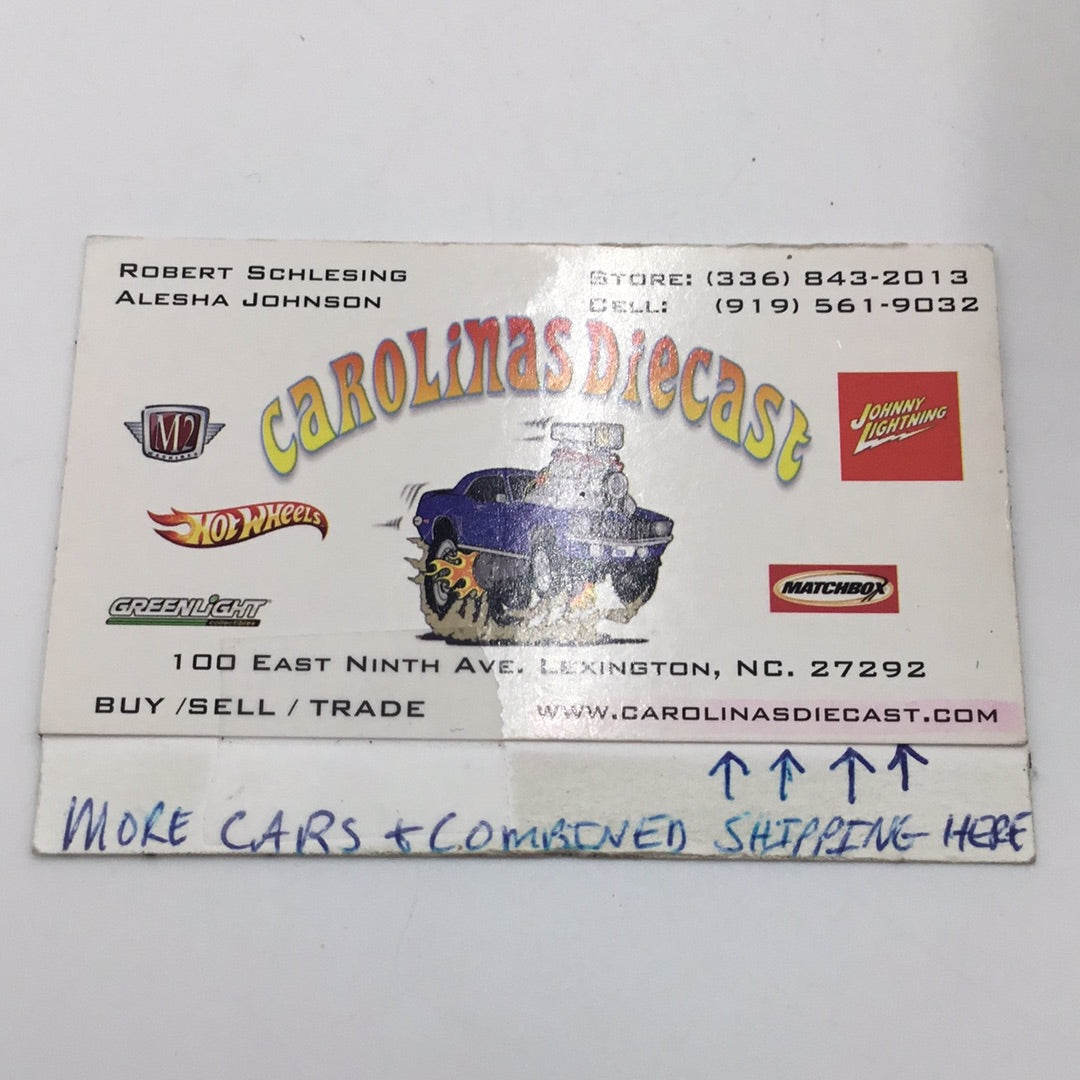 ROBERT SCHLESING
ALESHA JOHNSON
STORE: (336) 843-2013
CELL: (919) 561-9032
CAROLINAS DIECAST
M2
MACHINES
JOHNNY
LIGHTNING
HOT WHEELS
GREENLIGHT
collectibles
MATCHBOX
100 EAST NINTH AVE. LEXINGTON, NC. 27292
BUY /SELL / TRADE
WWW.CAROLINASDIECAST.COM
MORE CARS + COMBINED SHIPPING HERE